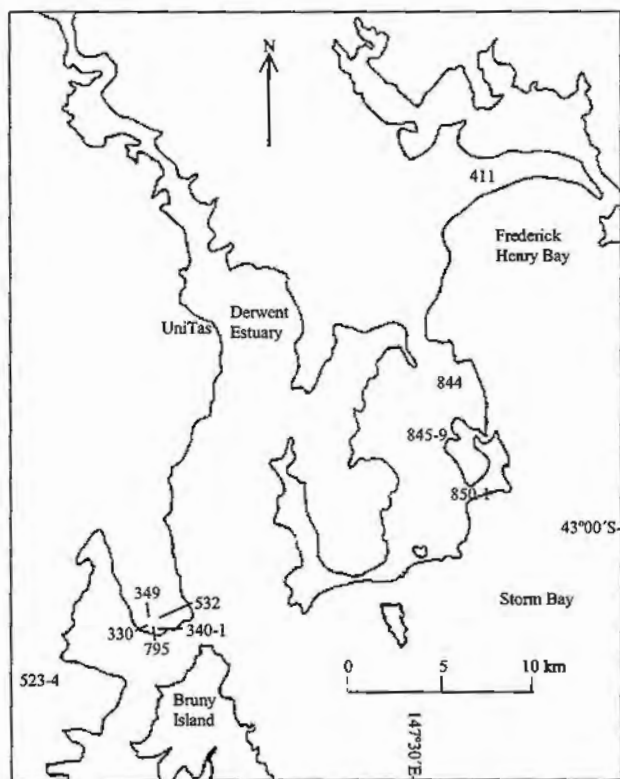 N
411
Frederick
Henry Bay
UniTas
Derwent
Estuary
844
845-9
850-1
43°00'S-
349
532
Storm Bay
330
340-1
795
0 5 10 km
523-4
Bruny
Island
147°30'E-